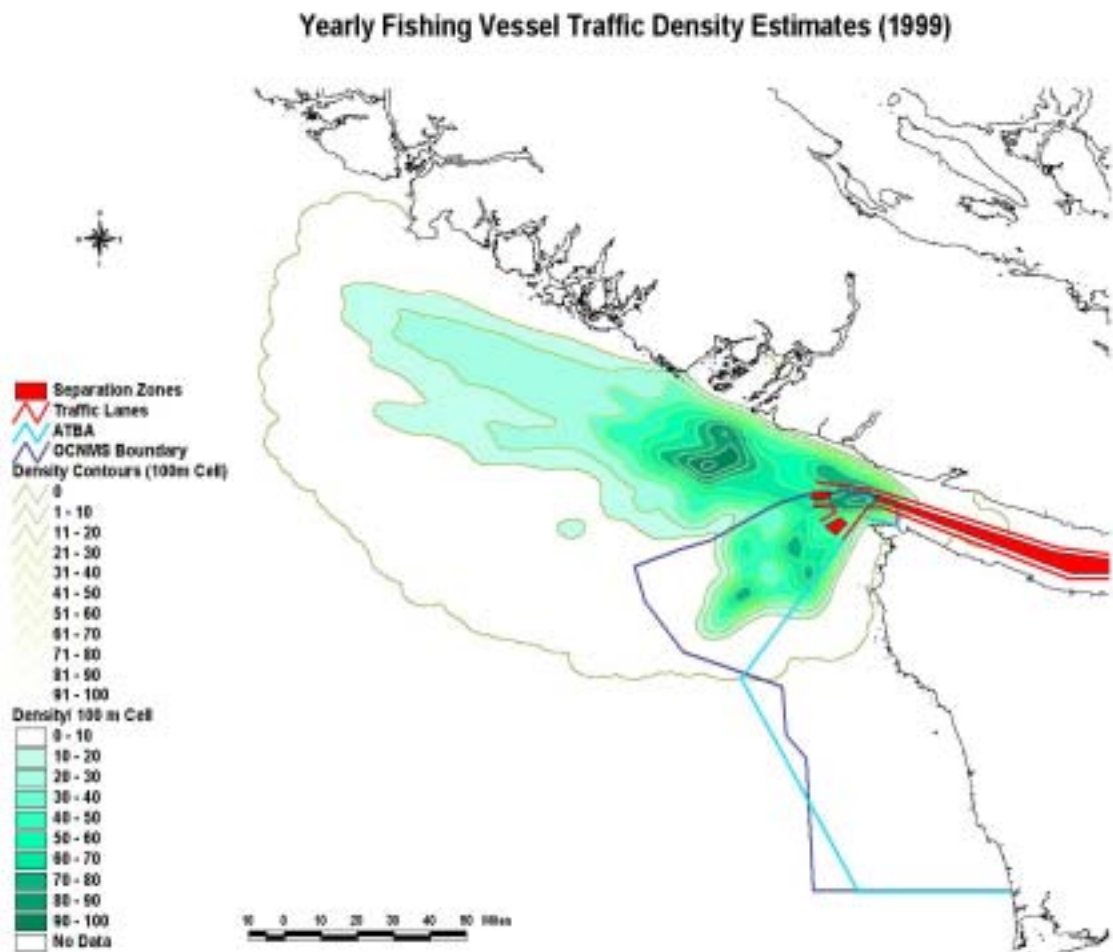 Yearly Fishing Vessel Traffic Density Estimates (1999)
Separation Zones
Traffic Lanes
ATBA
OCNMS Boundary
Density Contours (100m Cell)
0
1 - 10
11 - 20
21 - 30
31 - 40
41 - 50
51 - 60
61 - 70
71 - 80
81 - 90
91 - 100
Density/ 100 m Cell
0 - 10
10 - 20
20 - 30
30 - 40
40 - 50
50 - 60
60 - 70
70 - 80
80 - 90
90 - 100
No Data
10 0 10 20 30 40 50 Miles